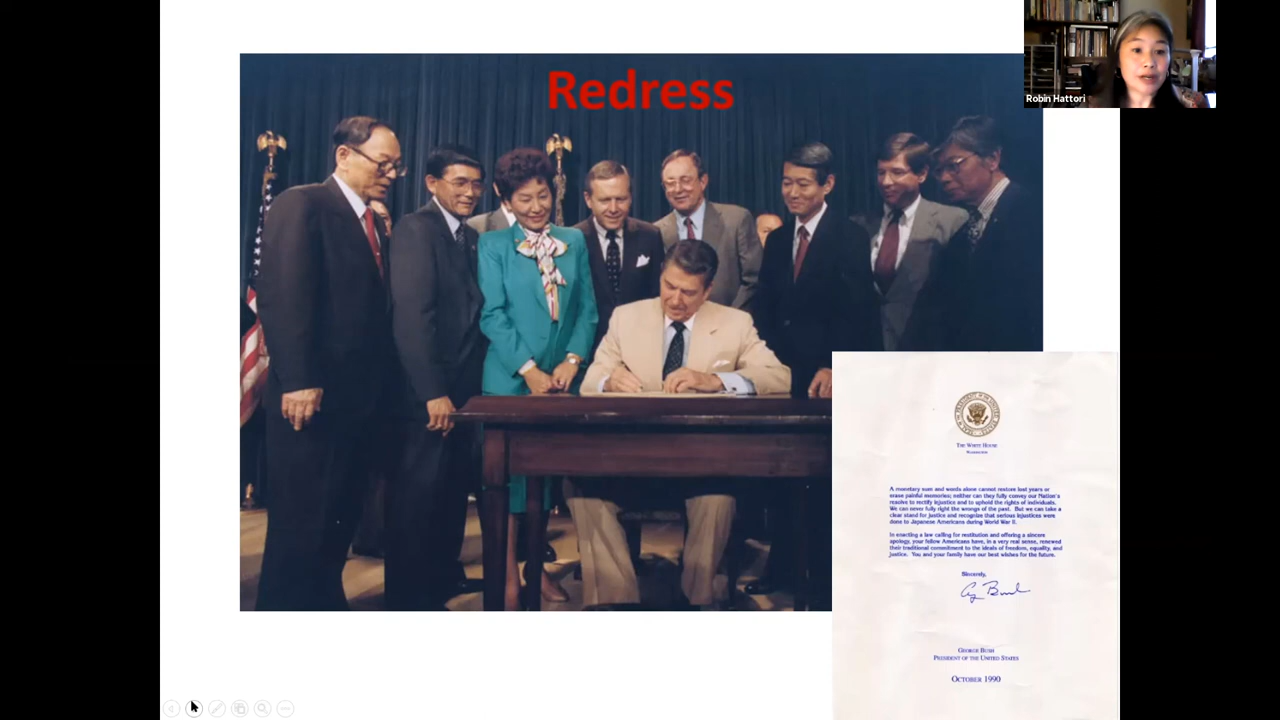 Redress
Robin Hattori
THE WHITE HOUSE
WASHINGTON
A monetary sum and words alone cannot restore lost years or
erase painful memories; neither can they fully convey our Nation's
resolve to rectify injustice and to uphold the rights of individuals.
We can never fully right the wrongs of the past. But we can take a
clear stand for justice and recognize that serious injustices were
done to Japanese Americans during World War II.
In enacting a law calling for restitution and offering a sincere
apology, your fellow Americans have, in a very real sense, renewed
their traditional commitment to the ideals of freedom, equality, and
justice. You and your family have our best wishes for the future.
Sincerely,
GEORGE BUSH
PRESIDENT OF THE UNITED STATES
OCTOBER 1990